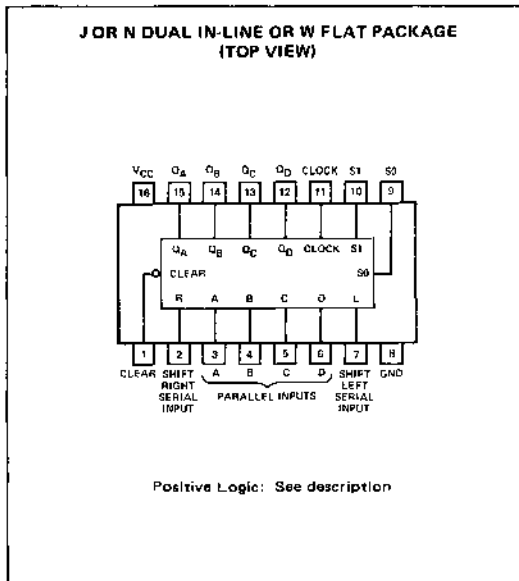 J OR N DUAL IN-LINE OR W FLAT PACKAGE
(TOP VIEW)
VCC QA QB QC QD CLOCK S1 S0
16 15 14 13 12 11 10 9
QA QB QC QD CLOCK S1
CLEAR S0
R A B C D L
1 2 3 4 5 6 7 8
CLEAR SHIFT RIGHT SERIAL INPUT A B C D SHIFT LEFT SERIAL INPUT GND
PARALLEL INPUTS
Positive Logic: See description